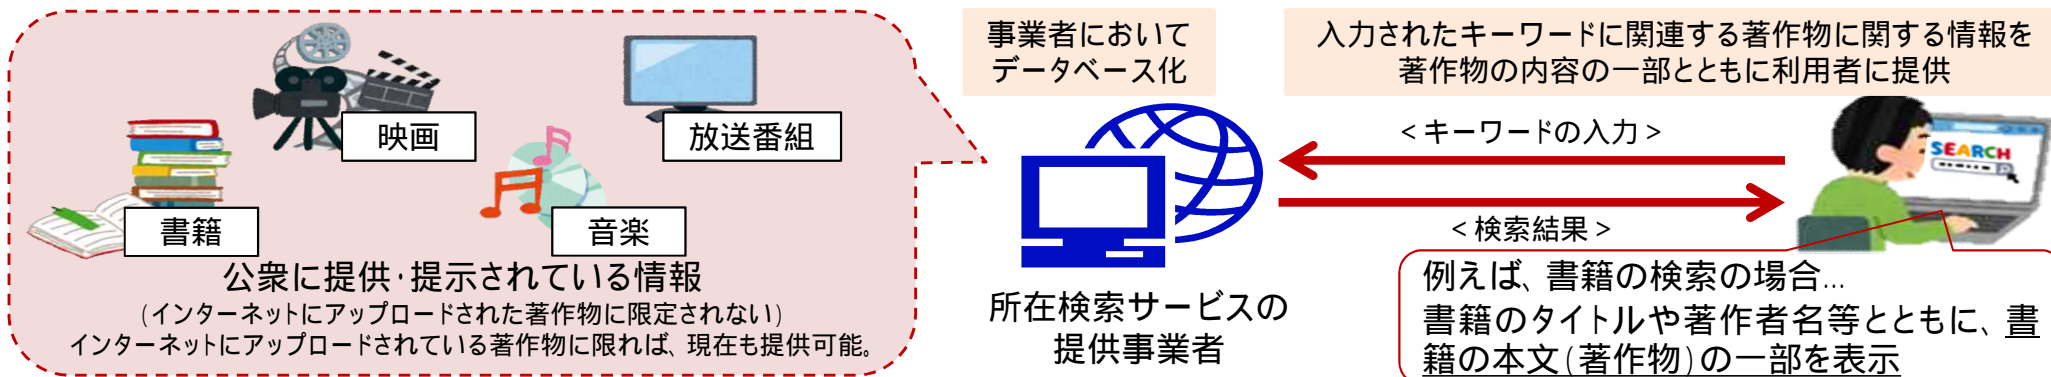 映画
放送番組
書籍
音楽
公衆に提供･提示されている情報
(インターネットにアップロードされた著作物に限定されない)
インターネットにアップロードされている著作物に限れば、現在も提供可能。
事業者において
データベース化
所在検索サービスの
提供事業者
入力されたキーワードに関連する著作物に関する情報を
著作物の内容の一部とともに利用者に提供
<キーワードの入力>
SEARCH
<検索結果>
例えば、書籍の検索の場合...
書籍のタイトルや著作者名等とともに、書
籍の本文(著作物)の一部を表示